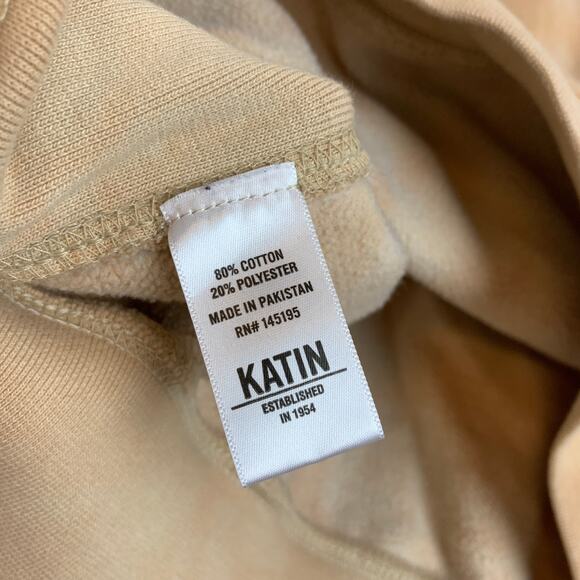 80% COTTON
20% POLYESTER
MADE IN PAKISTAN
RN# 145195
KATIN
ESTABLISHED
IN 1954